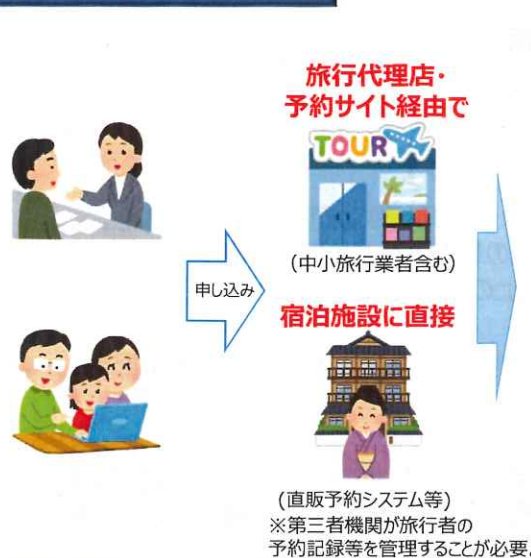 旅行代理店・
予約サイト経由で
TOUR
(中小旅行業者含む)
申し込み
宿泊施設に直接
(直販予約システム等)
※第三者機関が旅行者の
予約記録等を管理することが必要